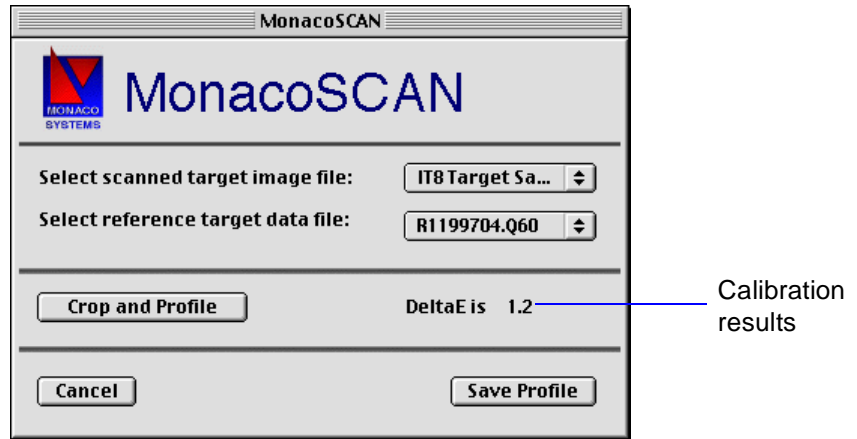 MonacoSCAN
MONACO
SYSTEMS
MonacoSCAN
Select scanned target image file: IT8 Target Sa...
Select reference target data file: R1199704.Q60
Crop and Profile DeltaE is 1.2
Calibration
results
Cancel Save Profile